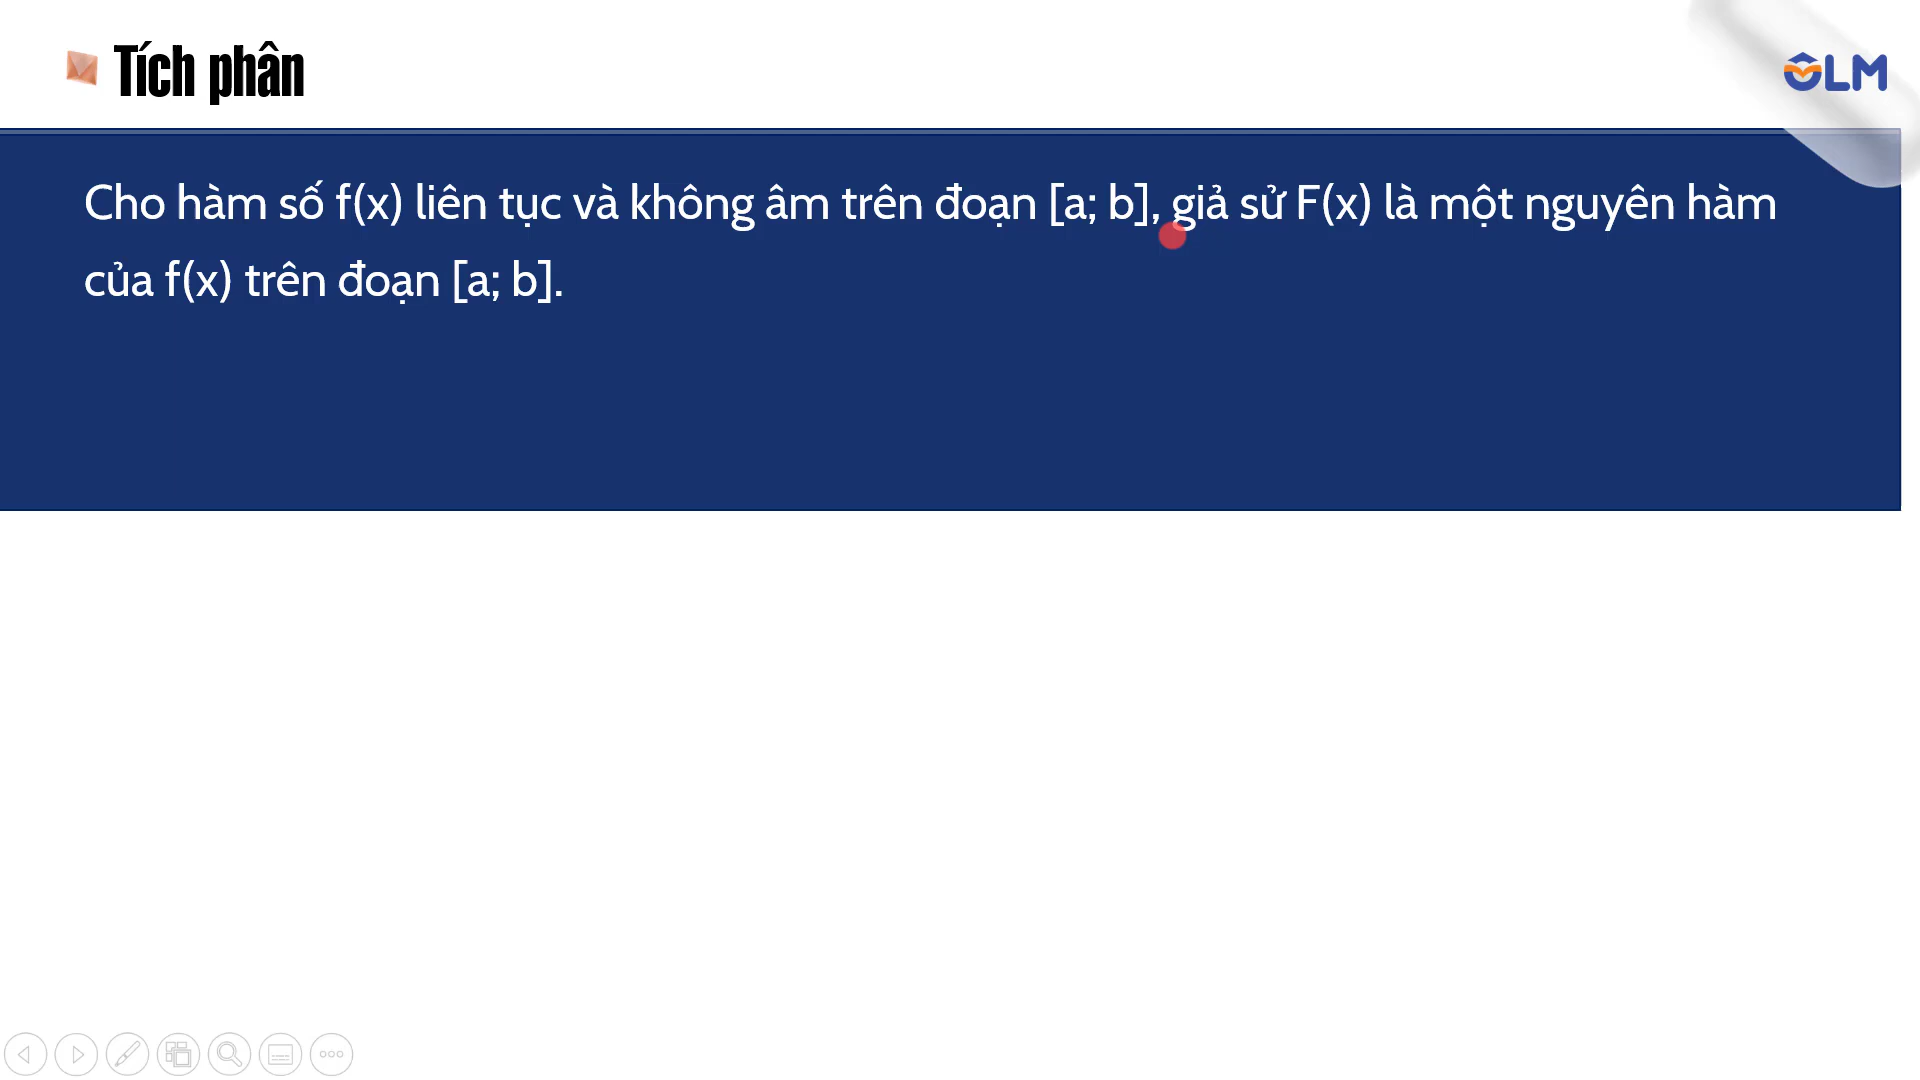 Tích phân
OLM
Cho hàm số f(x) liên tục và không âm trên đoạn [a; b], giả sử F(x) là một nguyên hàm
của f(x) trên đoạn [a; b].